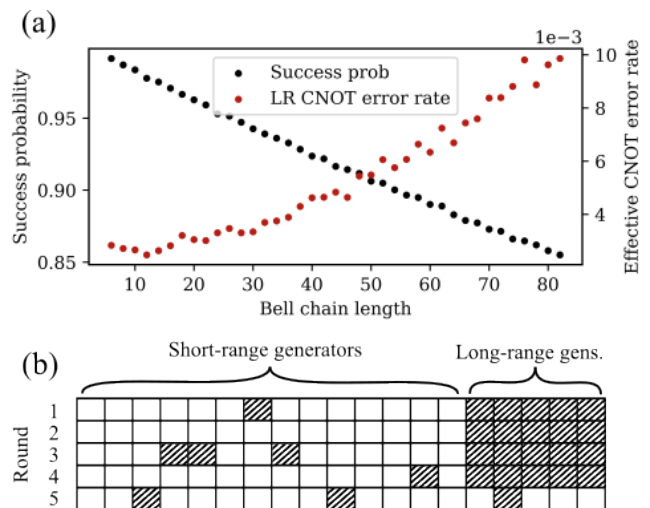 (a)
1e−3
Success prob
LR CNOT error rate
Success probability
0.95
0.90
0.85
10
8
6
4
Effective CNOT error rate
10 20 30 40 50 60 70 80
Bell chain length
(b)
Short-range generators
Long-range gens.
Round
1
2
3
4
5